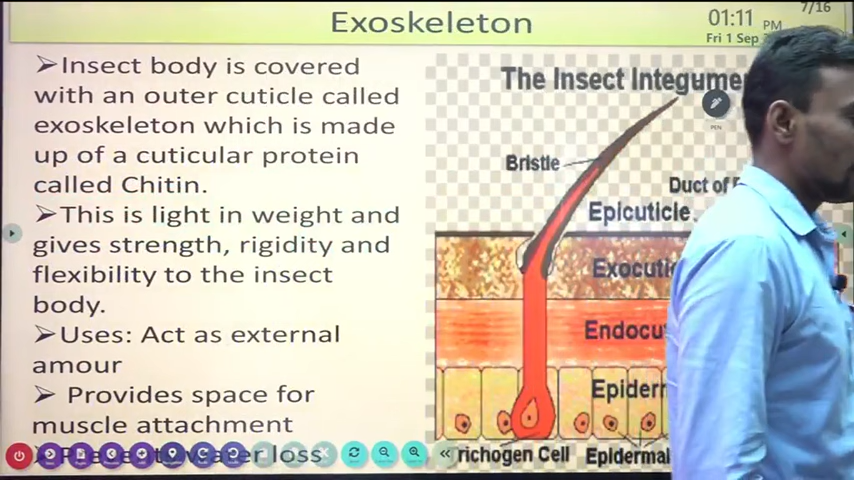 Exoskeleton
7/16
01:11 PM
Fri 1 Sep
➢Insect body is covered
with an outer cuticle called
exoskeleton which is made
up of a cuticular protein
called Chitin.
➢This is light in weight and
gives strength, rigidity and
flexibility to the insect
body.
➢Uses: Act as external
amour
➢ Provides space for
muscle attachment
water loss
The Insect Integume
PEN
Bristle
Duct of
Epicuticle
Exocuti
Endocu
Epiderm
richogen Cell
Epidermal